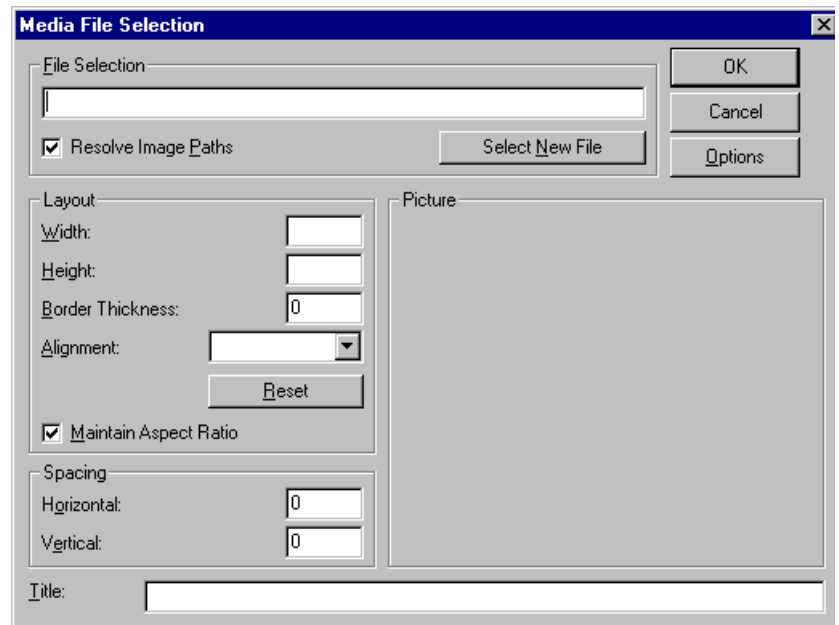 Media File Selection
File Selection
OK
Cancel
Resolve Image Paths
Select New File
Options
Layout
Picture
Width:
Height:
Border Thickness: 0
Alignment:
Reset
Maintain Aspect Ratio
Spacing
Horizontal: 0
Vertical: 0
Title: